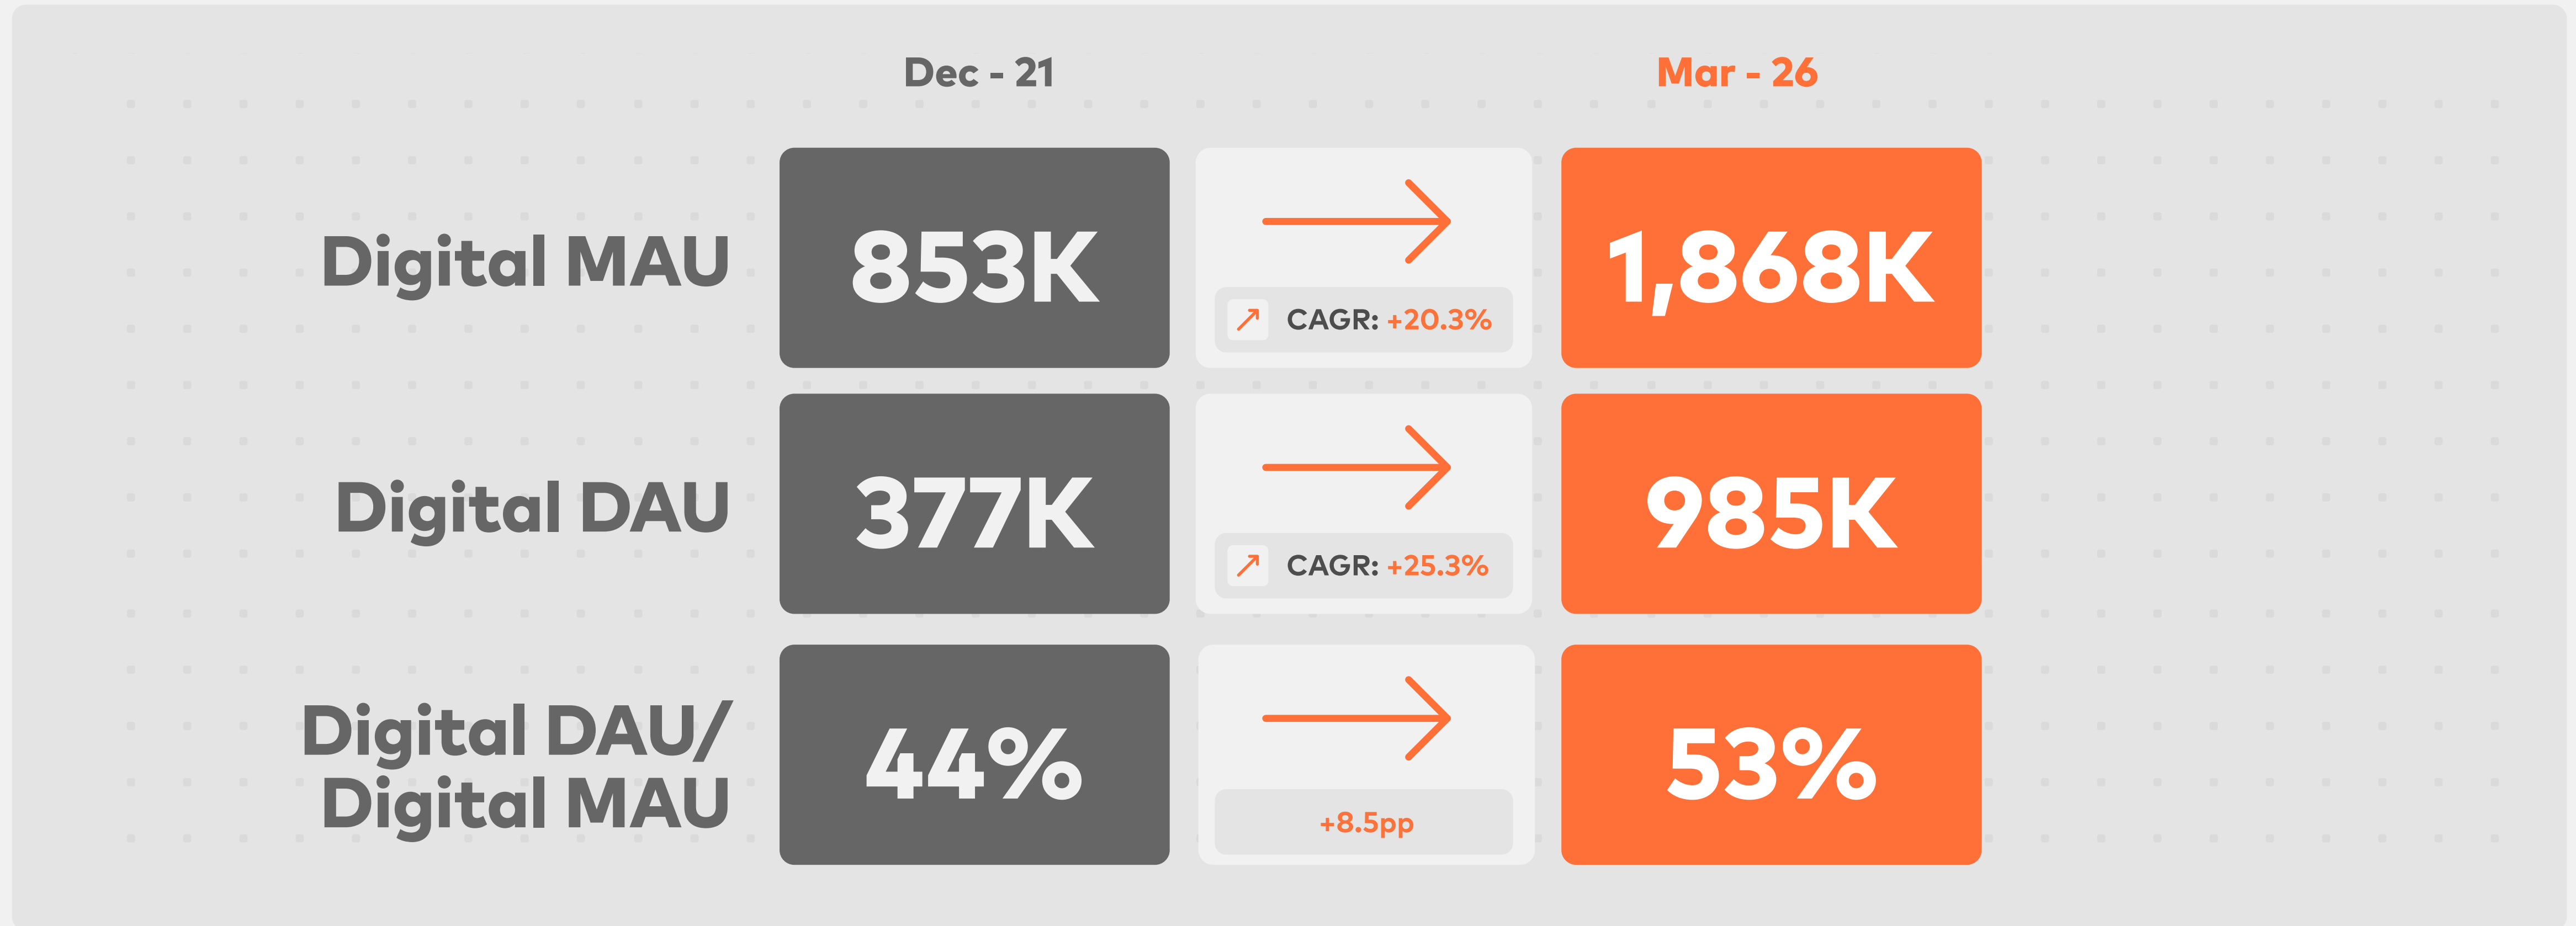 Dec - 21
Mar - 26
Digital MAU
853K
CAGR: +20.3%
1,868K
Digital DAU
377K
CAGR: +25.3%
985K
Digital DAU/
Digital MAU
44%
+8.5pp
53%